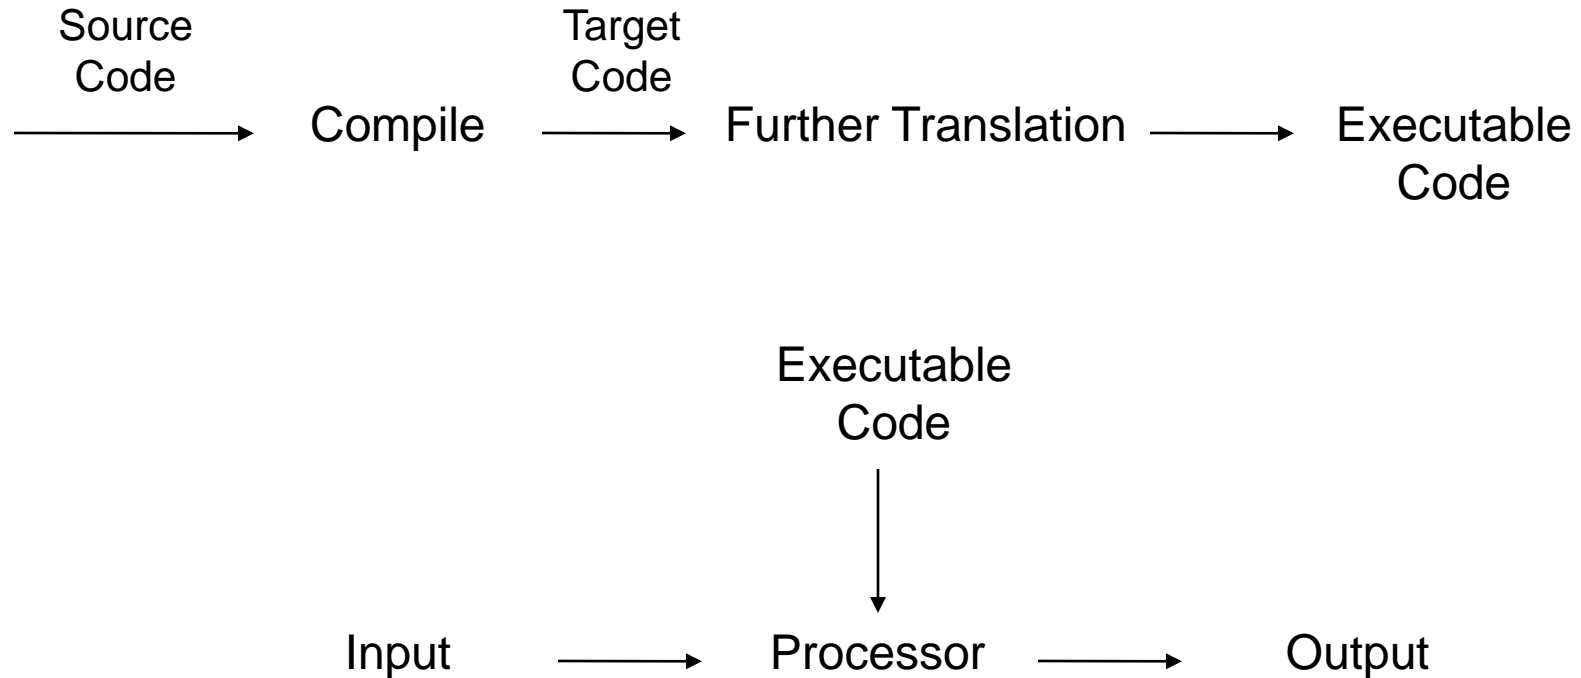 Source
Code
Target
Code
Compile
Further Translation
Executable
Code
Executable
Code
Input
Processor
Output